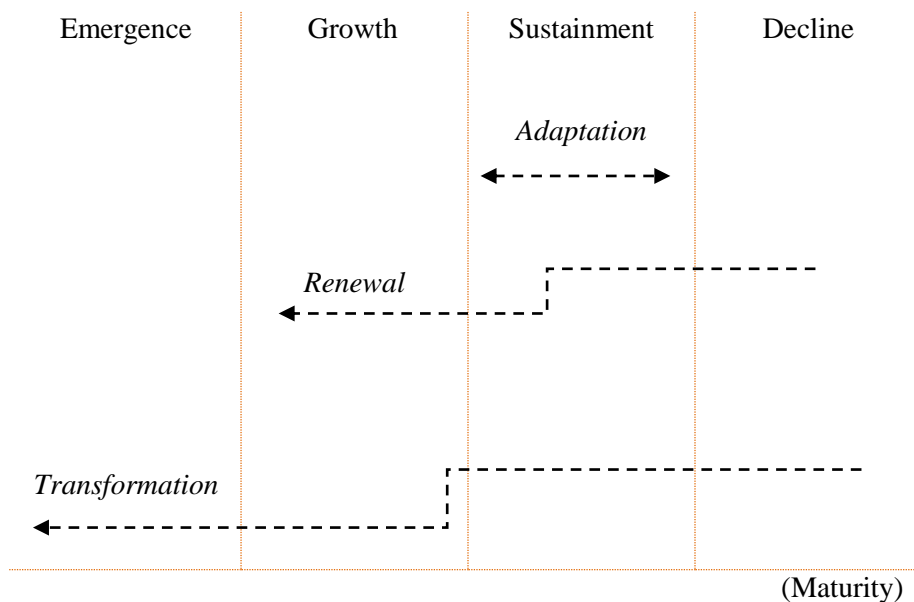 Emergence Growth Sustainment Decline
Adaptation
Renewal
Transformation
(Maturity)